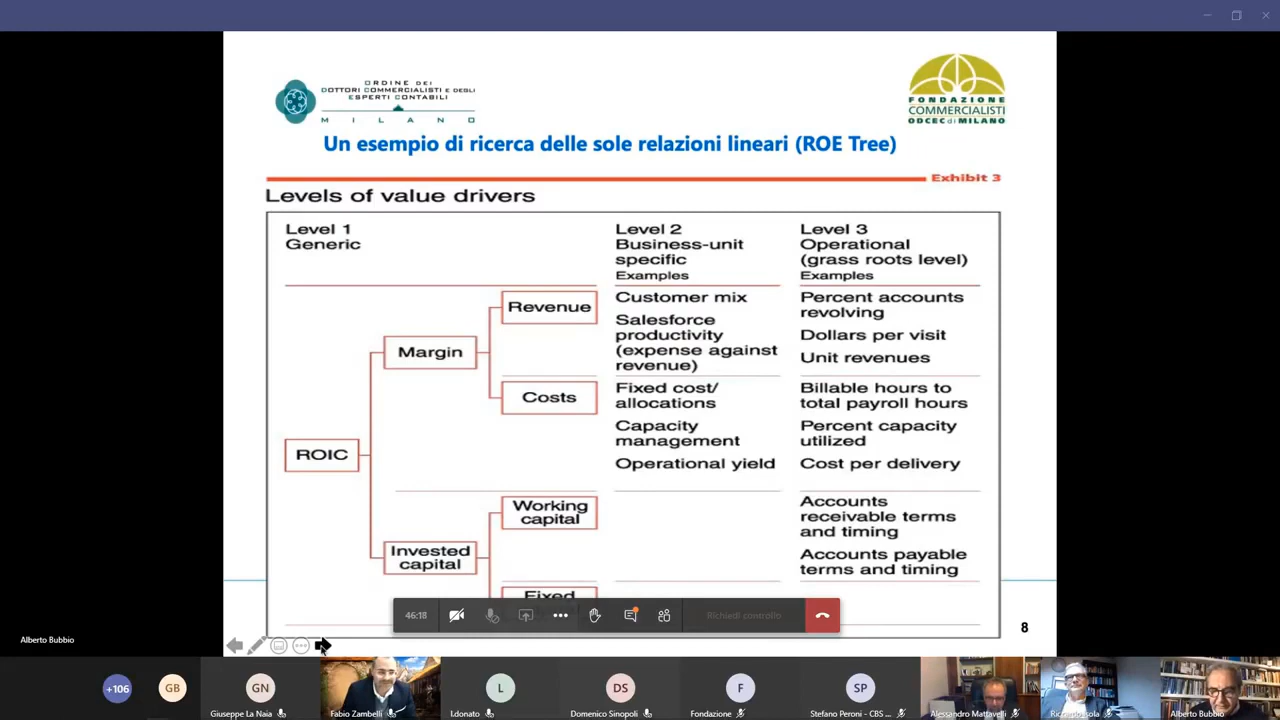 ORDINE DEI
DOTTORI COMMERCIALISTI E DEGLI
ESPERTI CONTABILI
MILANO
FONDAZIONE
COMMERCIALISTI
ODCEC di MILANO
Un esempio di ricerca delle sole relazioni lineari (ROE Tree)
Exhibit 3
Levels of value drivers
Level 1
Generic
Level 2
Business-unit
specific
Examples
Level 3
Operational
(grass roots level)
Examples
ROIC
Margin
Revenue
Costs
Invested
capital
Working
capital
Fixed
Customer mix
Salesforce
productivity
(expense against
revenue)
Fixed cost/
allocations
Capacity
management
Operational yield
Percent accounts
revolving
Dollars per visit
Unit revenues
Billable hours to
total payroll hours
Percent capacity
utilized
Cost per delivery
Accounts
receivable terms
and timing
Accounts payable
terms and timing
8
46:18
Richiedi controllo
Alberto Bubbio
+106
GB
GN
Giuseppe La Naia
Fabio Zambelli
L
l.donato
DS
Domenico Sinopoli
F
Fondazione
SP
Stefano Peroni - CBS ...
Alessandro Mattavelli
Alberto Bubbio